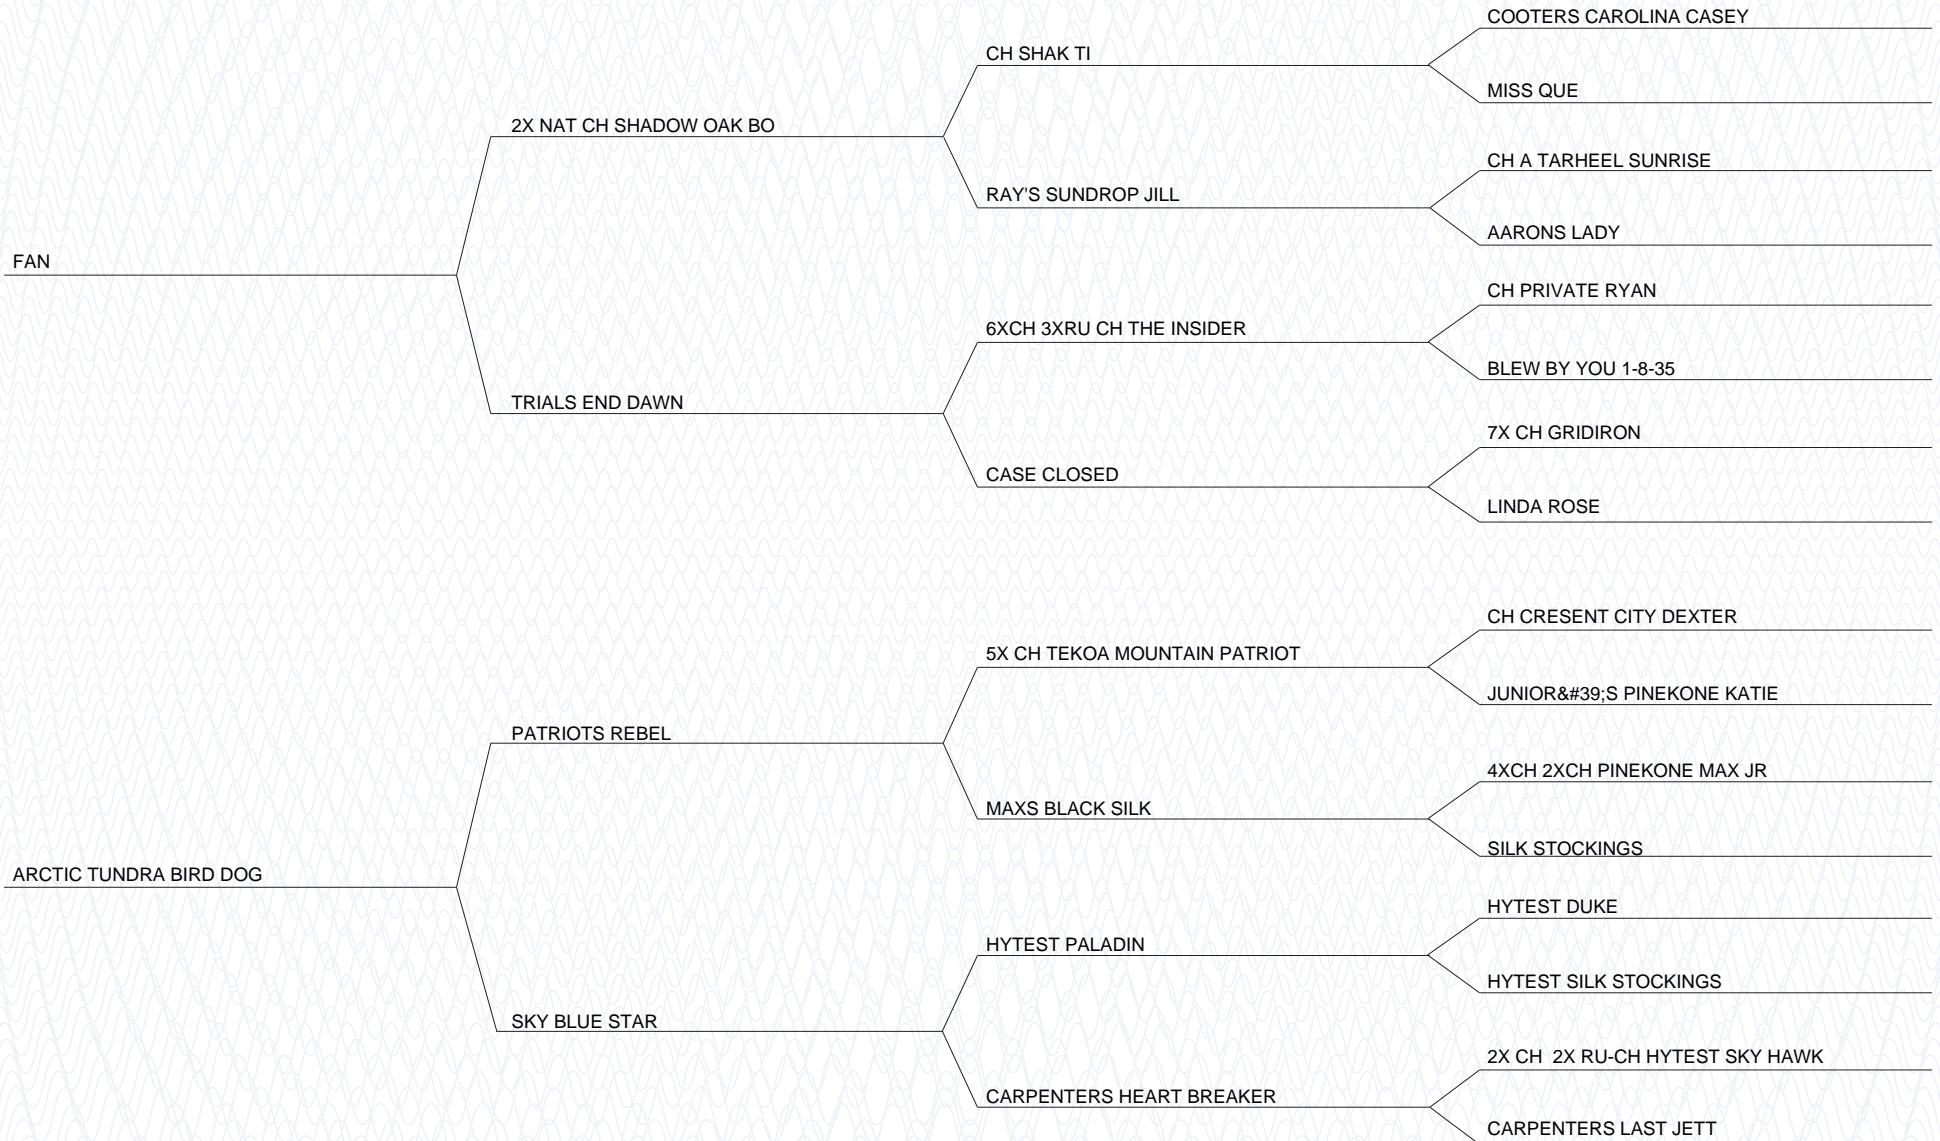 COOTERS CAROLINA CASEY
CH SHAK TI
MISS QUE
2X NAT CH SHADOW OAK BO
CH A TARHEEL SUNRISE
RAY'S SUNDROP JILL
AARONS LADY
FAN
CH PRIVATE RYAN
6XCH 3XRU CH THE INSIDER
BLEW BY YOU 1-8-35
TRIALS END DAWN
7X CH GRIDIRON
CASE CLOSED
LINDA ROSE
CH CRESENT CITY DEXTER
5X CH TEKOA MOUNTAIN PATRIOT
JUNIOR&#39;S PINEKONE KATIE
PATRIOTS REBEL
4XCH 2XCH PINEKONE MAX JR
MAXS BLACK SILK
SILK STOCKINGS
ARCTIC TUNDRA BIRD DOG
HYTEST DUKE
HYTEST PALADIN
HYTEST SILK STOCKINGS
SKY BLUE STAR
2X CH  2X RU-CH HYTEST SKY HAWK
CARPENTERS HEART BREAKER
CARPENTERS LAST JETT